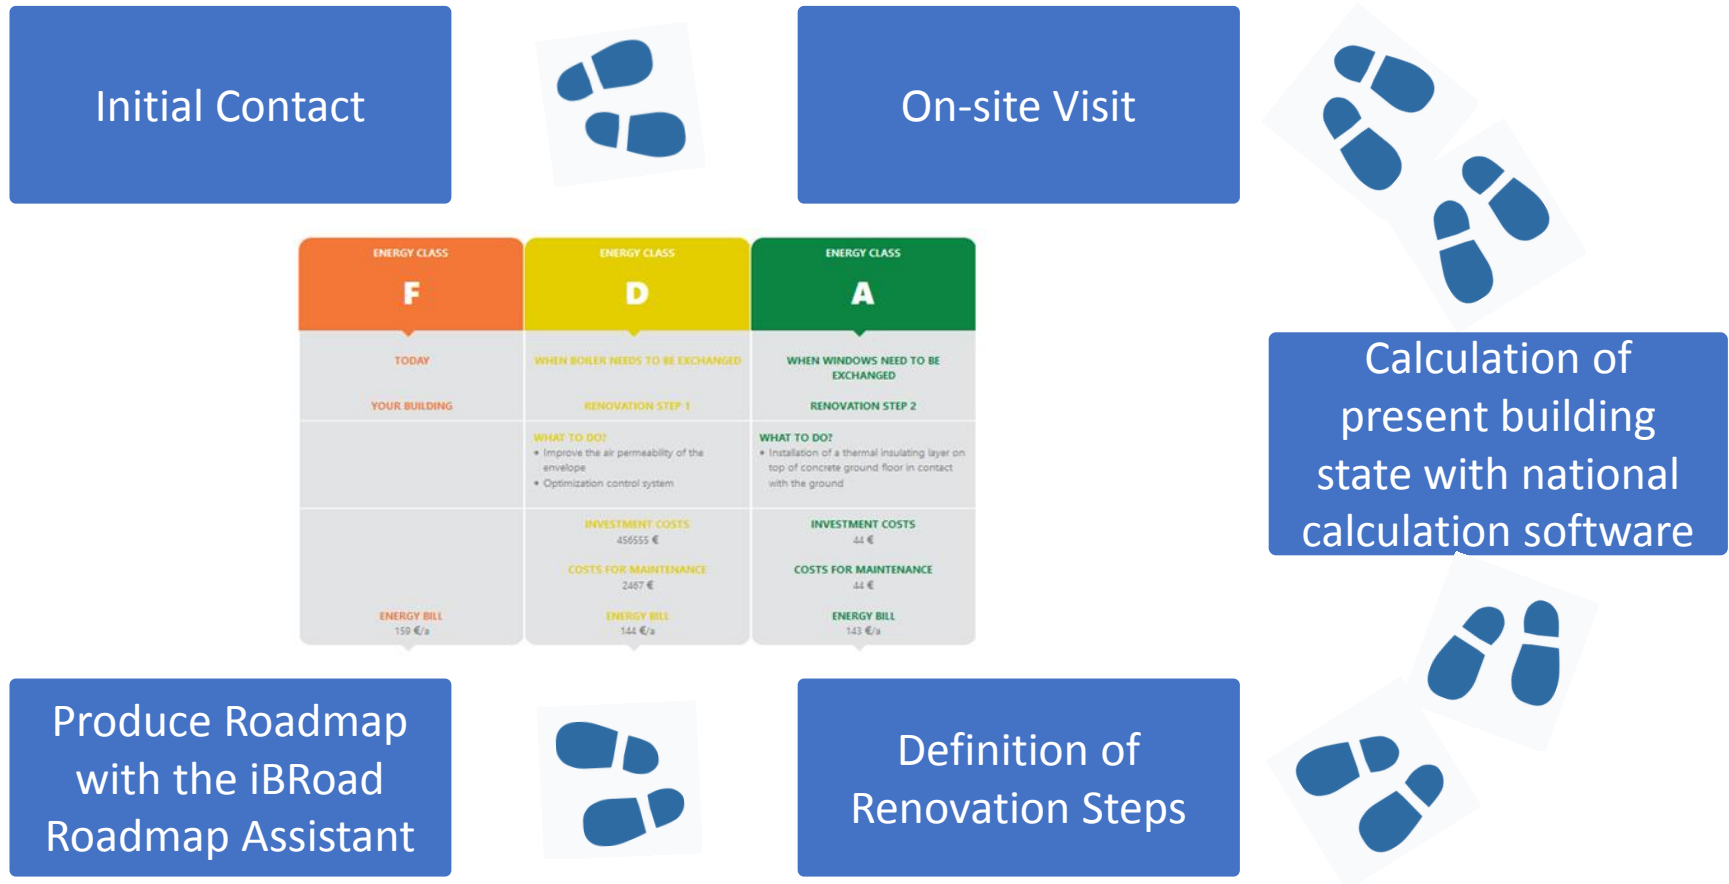 Initial Contact
On-site Visit
ENERGY CLASS
F
ENERGY CLASS
D
ENERGY CLASS
A
TODAY
YOUR BUILDING
WHEN BOILER NEEDS TO BE EXCHANGED
RENOVATION STEP 1
WHEN WINDOWS NEED TO BE
EXCHANGED
RENOVATION STEP 2
WHAT TO DO?
• Improve the air permeability of the
envelope
• Optimization control system
WHAT TO DO?
• Installation of a thermal insulating layer on
top of concrete ground floor in contact
with the ground
INVESTMENT COSTS
456555 €
COSTS FOR MAINTENANCE
2467 €
INVESTMENT COSTS
44 €
COSTS FOR MAINTENANCE
44 €
ENERGY BILL
159 €/a
ENERGY BILL
144 €/a
ENERGY BILL
143 €/a
Calculation of
present building
state with national
calculation software
Definition of
Renovation Steps
Produce Roadmap
with the iBRoad
Roadmap Assistant